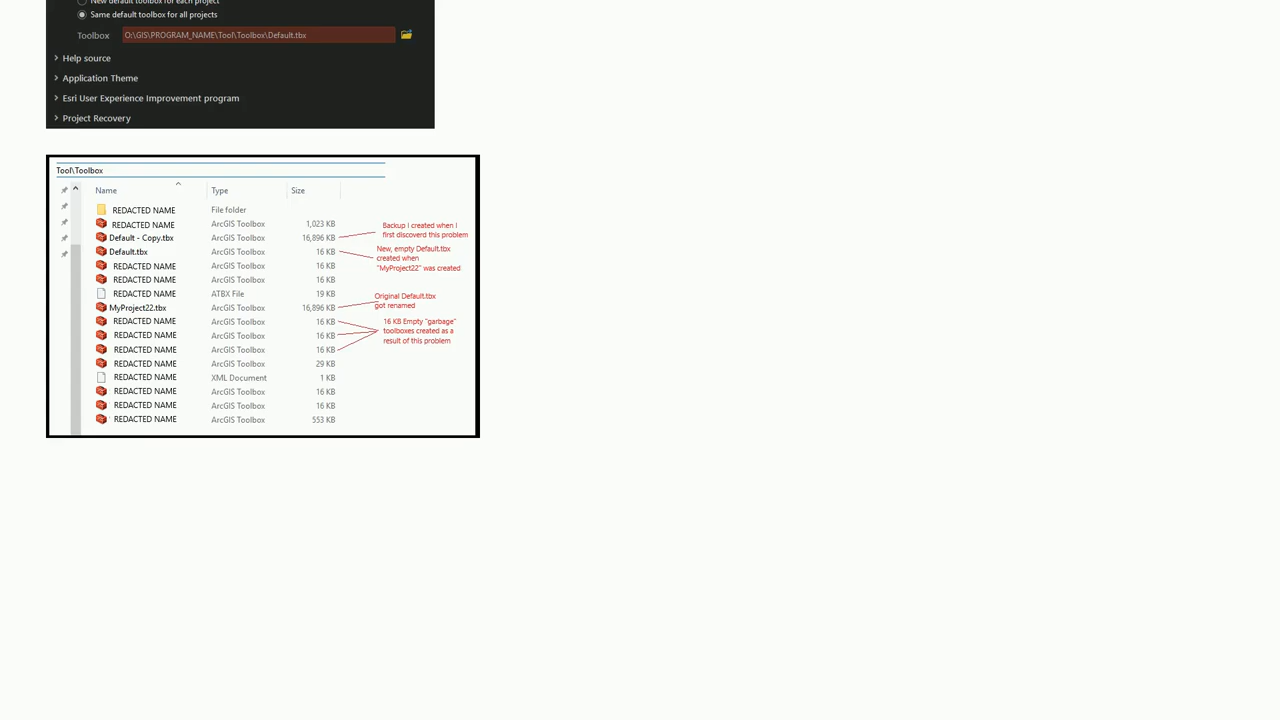 New default toolbox for each project
Same default toolbox for all projects
Toolbox O:\GIS\PROGRAM_NAME\Tool\Toolbox\Default.tbx
Help source
Application Theme
Esri User Experience Improvement program
Project Recovery
Tool\Toolbox
Name Type Size
REDACTED NAME File folder
REDACTED NAME ArcGIS Toolbox 1,023 KB
Default - Copy.tbx ArcGIS Toolbox 16,896 KB
Default.tbx ArcGIS Toolbox 16 KB
REDACTED NAME ArcGIS Toolbox 16 KB
REDACTED NAME ArcGIS Toolbox 16 KB
REDACTED NAME ATBX File 19 KB
MyProject22.tbx ArcGIS Toolbox 16,896 KB
REDACTED NAME ArcGIS Toolbox 16 KB
REDACTED NAME ArcGIS Toolbox 16 KB
REDACTED NAME ArcGIS Toolbox 16 KB
REDACTED NAME ArcGIS Toolbox 29 KB
REDACTED NAME XML Document 1 KB
REDACTED NAME ArcGIS Toolbox 16 KB
REDACTED NAME ArcGIS Toolbox 16 KB
REDACTED NAME ArcGIS Toolbox 553 KB
Backup I created when I
first discoverd this problem
New, empty Default.tbx
created when
"MyProject22" was created
Original Default.tbx
got renamed
16 KB Empty "garbage"
toolboxes created as a
result of this problem